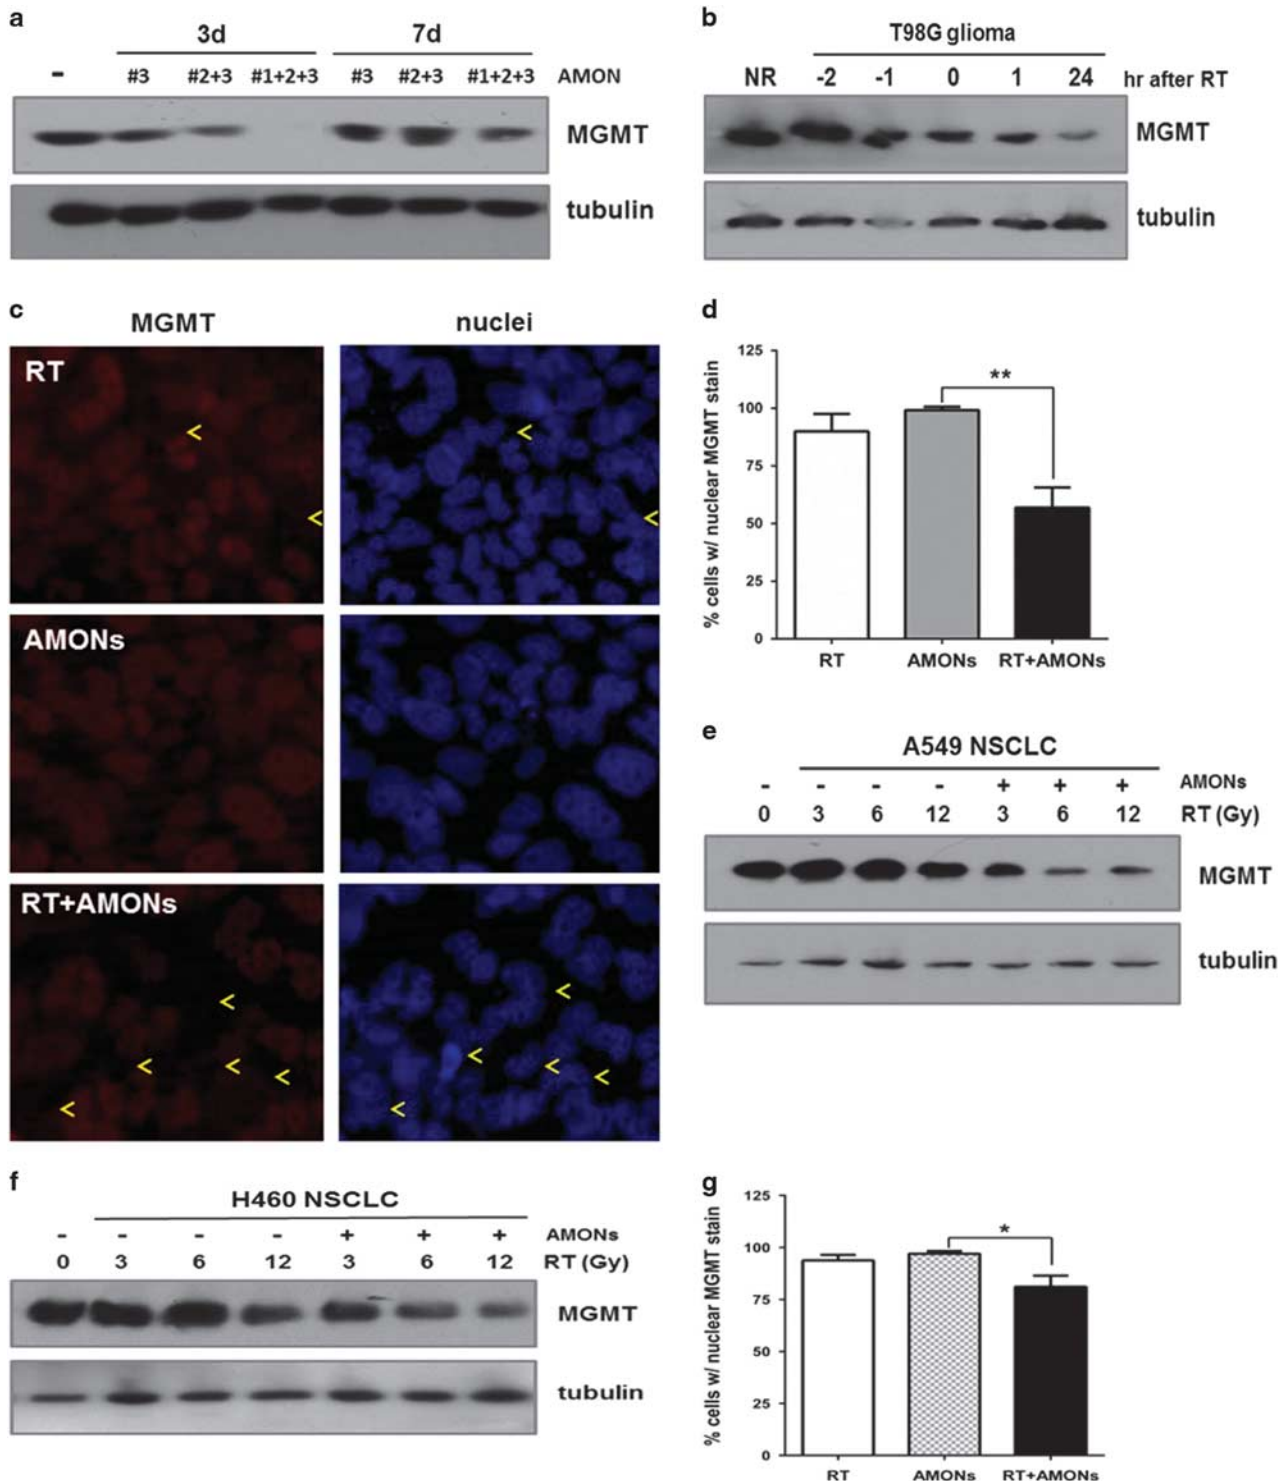 a
3d 7d
- #3 #2+3 #1+2+3 #3 #2+3 #1+2+3 AMON
MGMT
tubulin
b
T98G glioma
NR -2 -1 0 1 24 hr after RT
MGMT
tubulin
c
MGMT nuclei
RT
AMONs
RT+AMONs
d
% cells w/ nuclear MGMT stain
125
100
75
50
25
0
**
RT AMONs RT+AMONs
e
A549 NSCLC
- - - - + + + AMONs
0 3 6 12 3 6 12 RT (Gy)
MGMT
tubulin
f
H460 NSCLC
- - - - + + + AMONs
0 3 6 12 3 6 12 RT (Gy)
MGMT
tubulin
g
% cells w/ nuclear MGMT stain
125
100
75
50
25
0
*
RT AMONs RT+AMONs